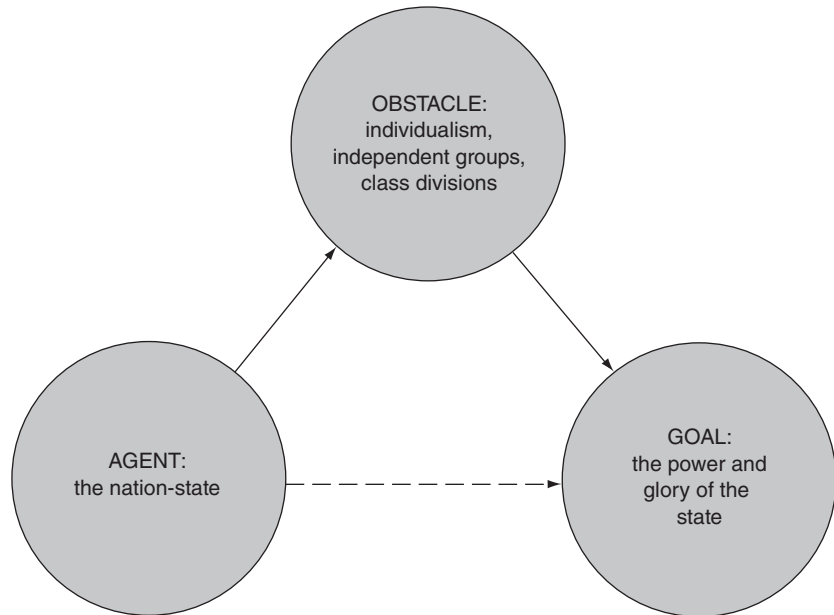 OBSTACLE:
individualism,
independent groups,
class divisions
AGENT:
the nation-state
GOAL:
the power and
glory of the
state